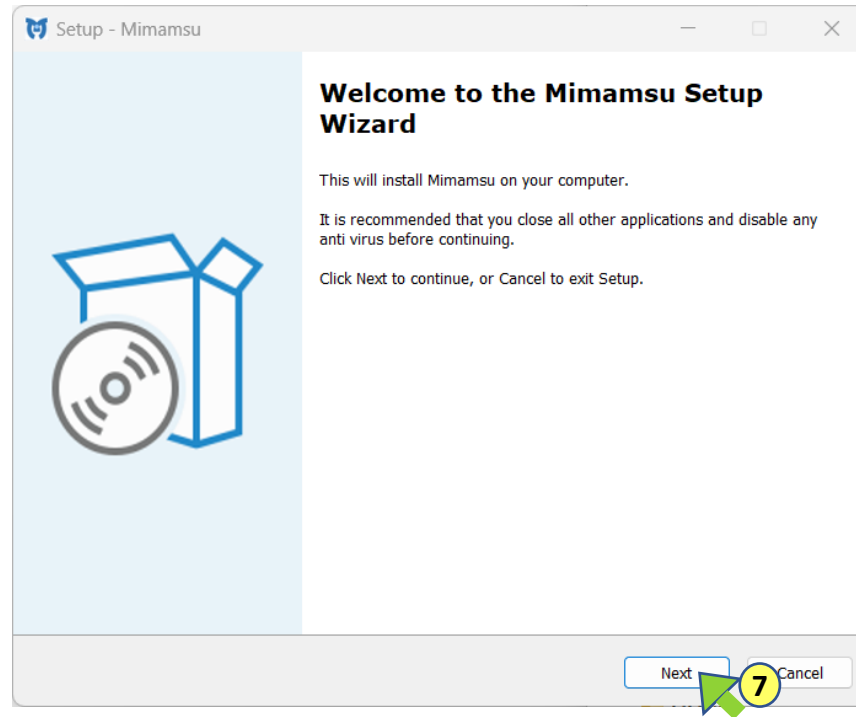 Setup - Mimamsu
Welcome to the Mimamsu Setup
Wizard
This will install Mimamsu on your computer.
It is recommended that you close all other applications and disable any
anti virus before continuing.
Click Next to continue, or Cancel to exit Setup.
Next
7
Cancel